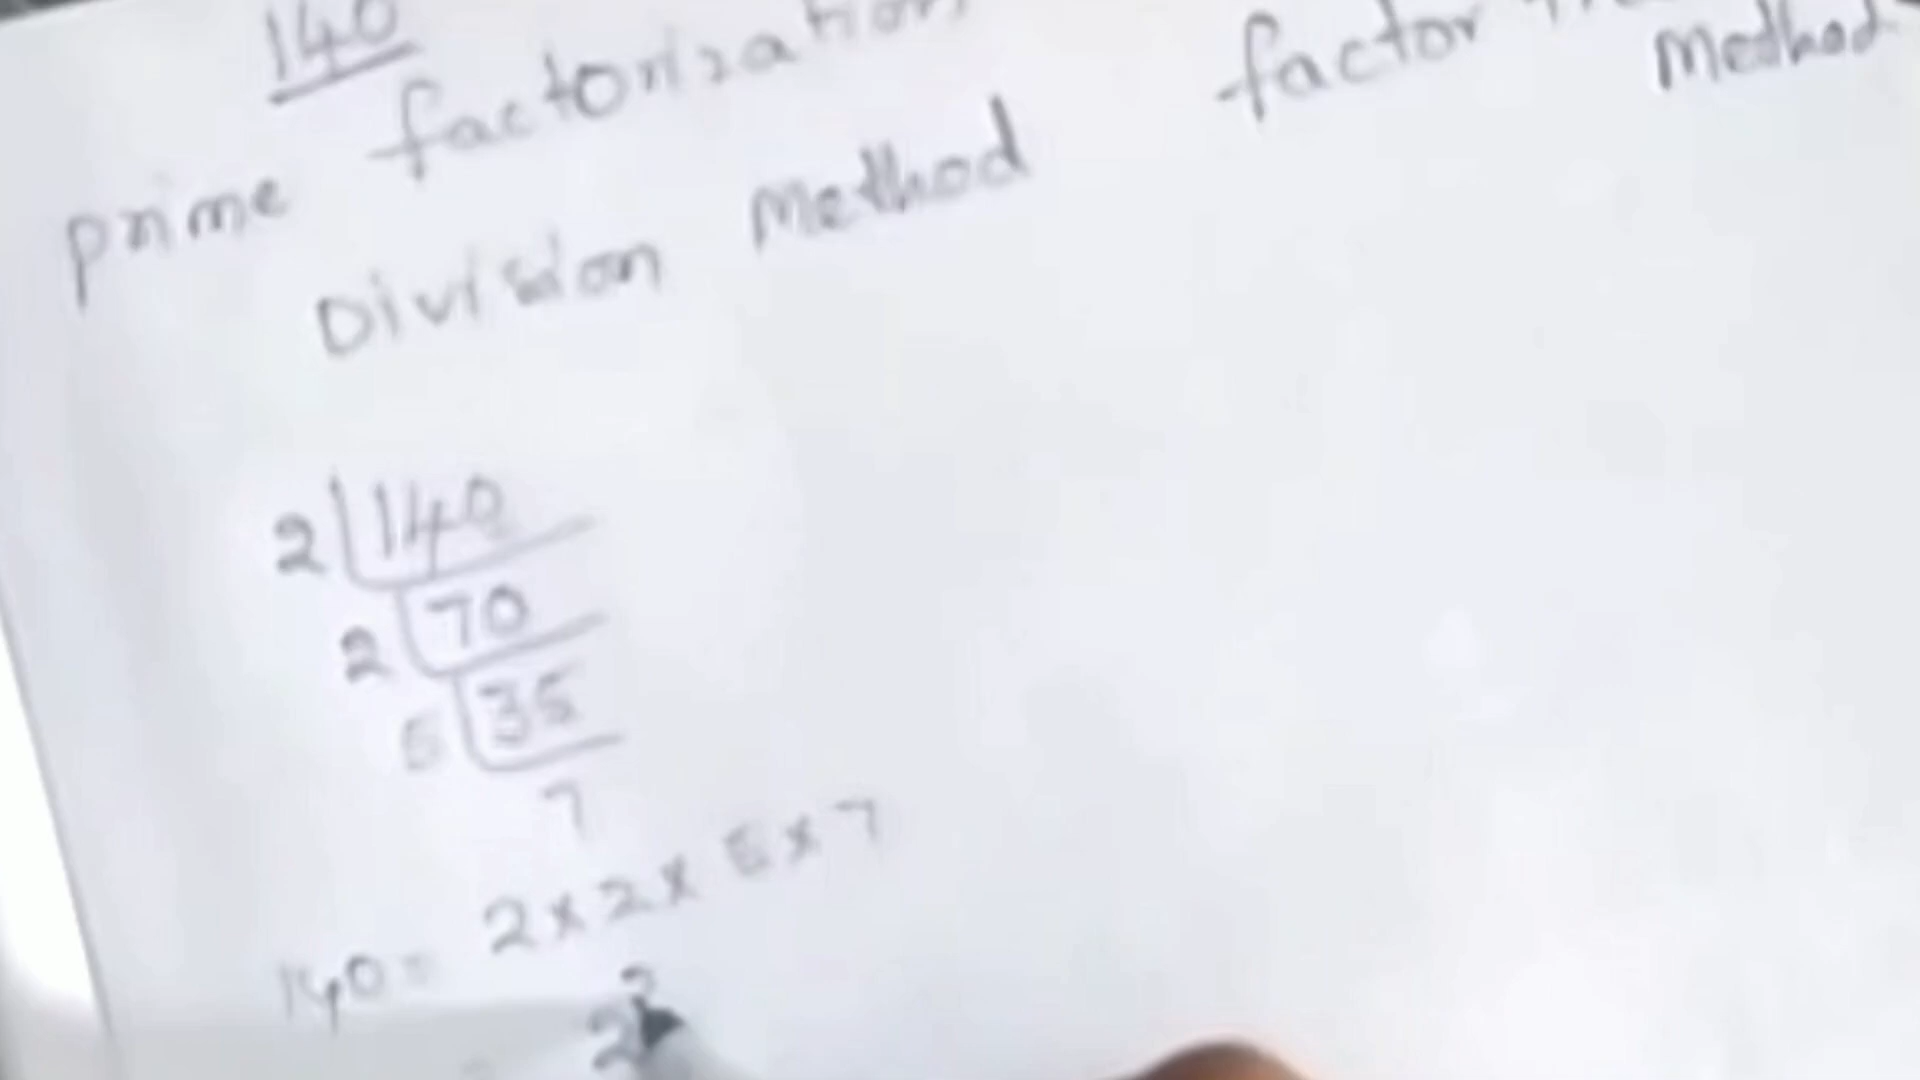 140
prime factorization
Division Method
factor
Method
2 140
2 70
5 35
7
140 = 2 x 2 x 5 x 7
2²